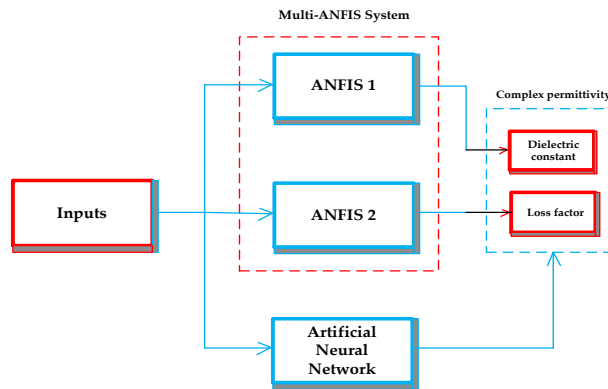 Multi-ANFIS System
ANFIS 1
Complex permittivity
Dielectric
constant
Inputs
ANFIS 2
Loss factor
Artificial
Neural
Network